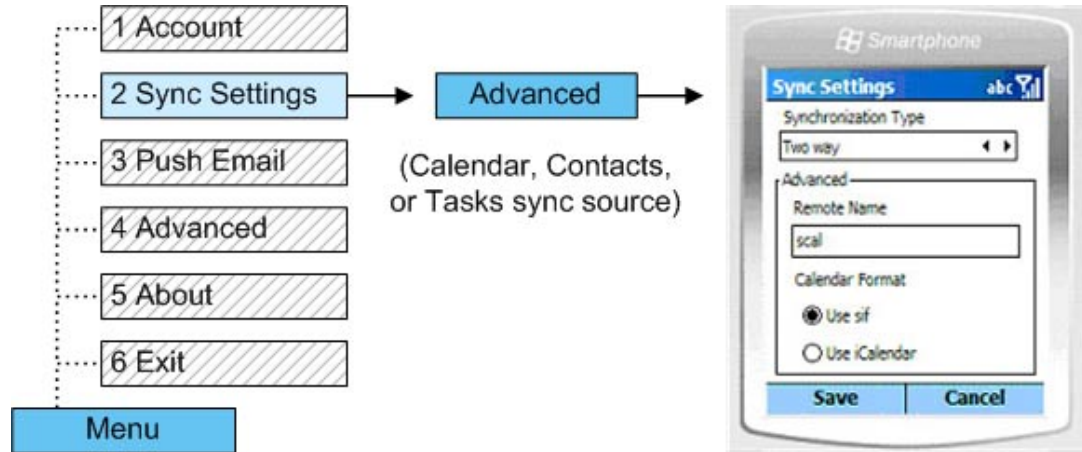 1 Account
2 Sync Settings
3 Push Email
4 Advanced
5 About
6 Exit
Menu
Advanced
(Calendar, Contacts,
or Tasks sync source)
Smartphone
Sync Settings abc
Synchronization Type
Two way
Advanced
Remote Name
scal
Calendar Format
Use sif
Use iCalendar
Save Cancel